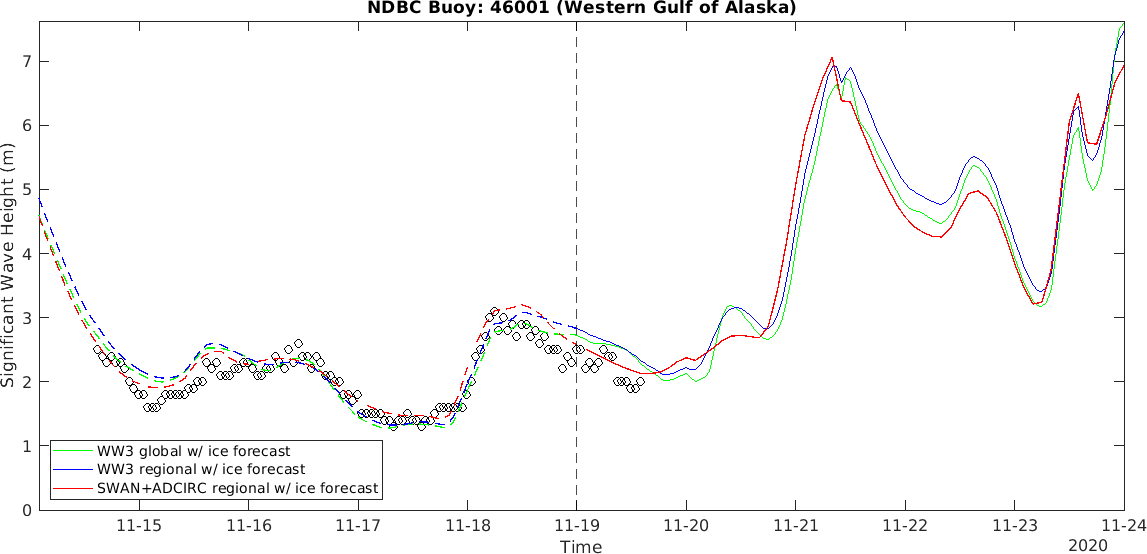 NDBC Buoy: 46001 (Western Gulf of Alaska)
Significant Wave Height (m)
7
6
5
4
3
2
1
0
WW3 global w/ ice forecast
WW3 regional w/ ice forecast
SWAN+ADCIRC regional w/ ice forecast
11-15 11-16 11-17 11-18 11-19 11-20 11-21 11-22 11-23 11-24
Time
2020